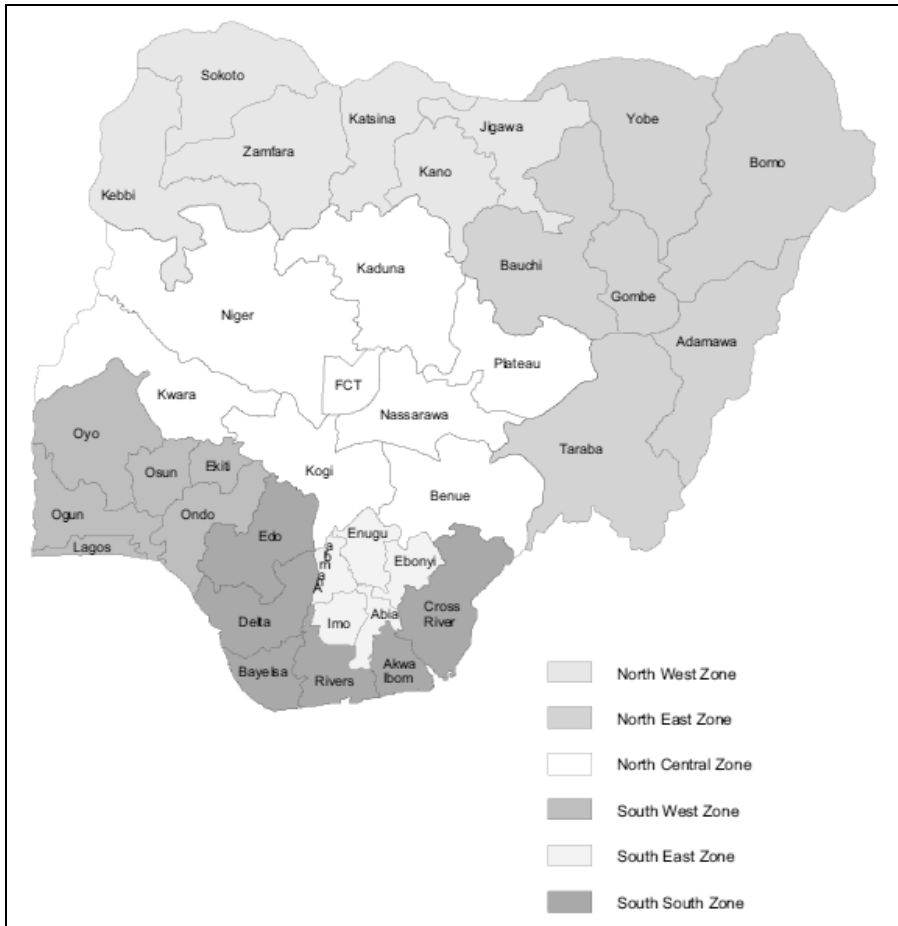 Sokoto
Katsina
Yobe
Jigawa
Zamfara
Borno
Kano
Kebbi
Bauchi
Kaduna
Gombe
Niger
Adamawa
Plateau
FCT
Kwara
Nassarawa
Oyo
Taraba
Osun
Ekiti
Kogi
Benue
Ogun
Ondo
Edo
Enugu
Lagos
Anambra
Ebonyi
Cross
River
Delta
Imo
Abia
Bayelsa
Rivers
Akwa
Ibom
North West Zone
North East Zone
North Central Zone
South West Zone
South East Zone
South South Zone